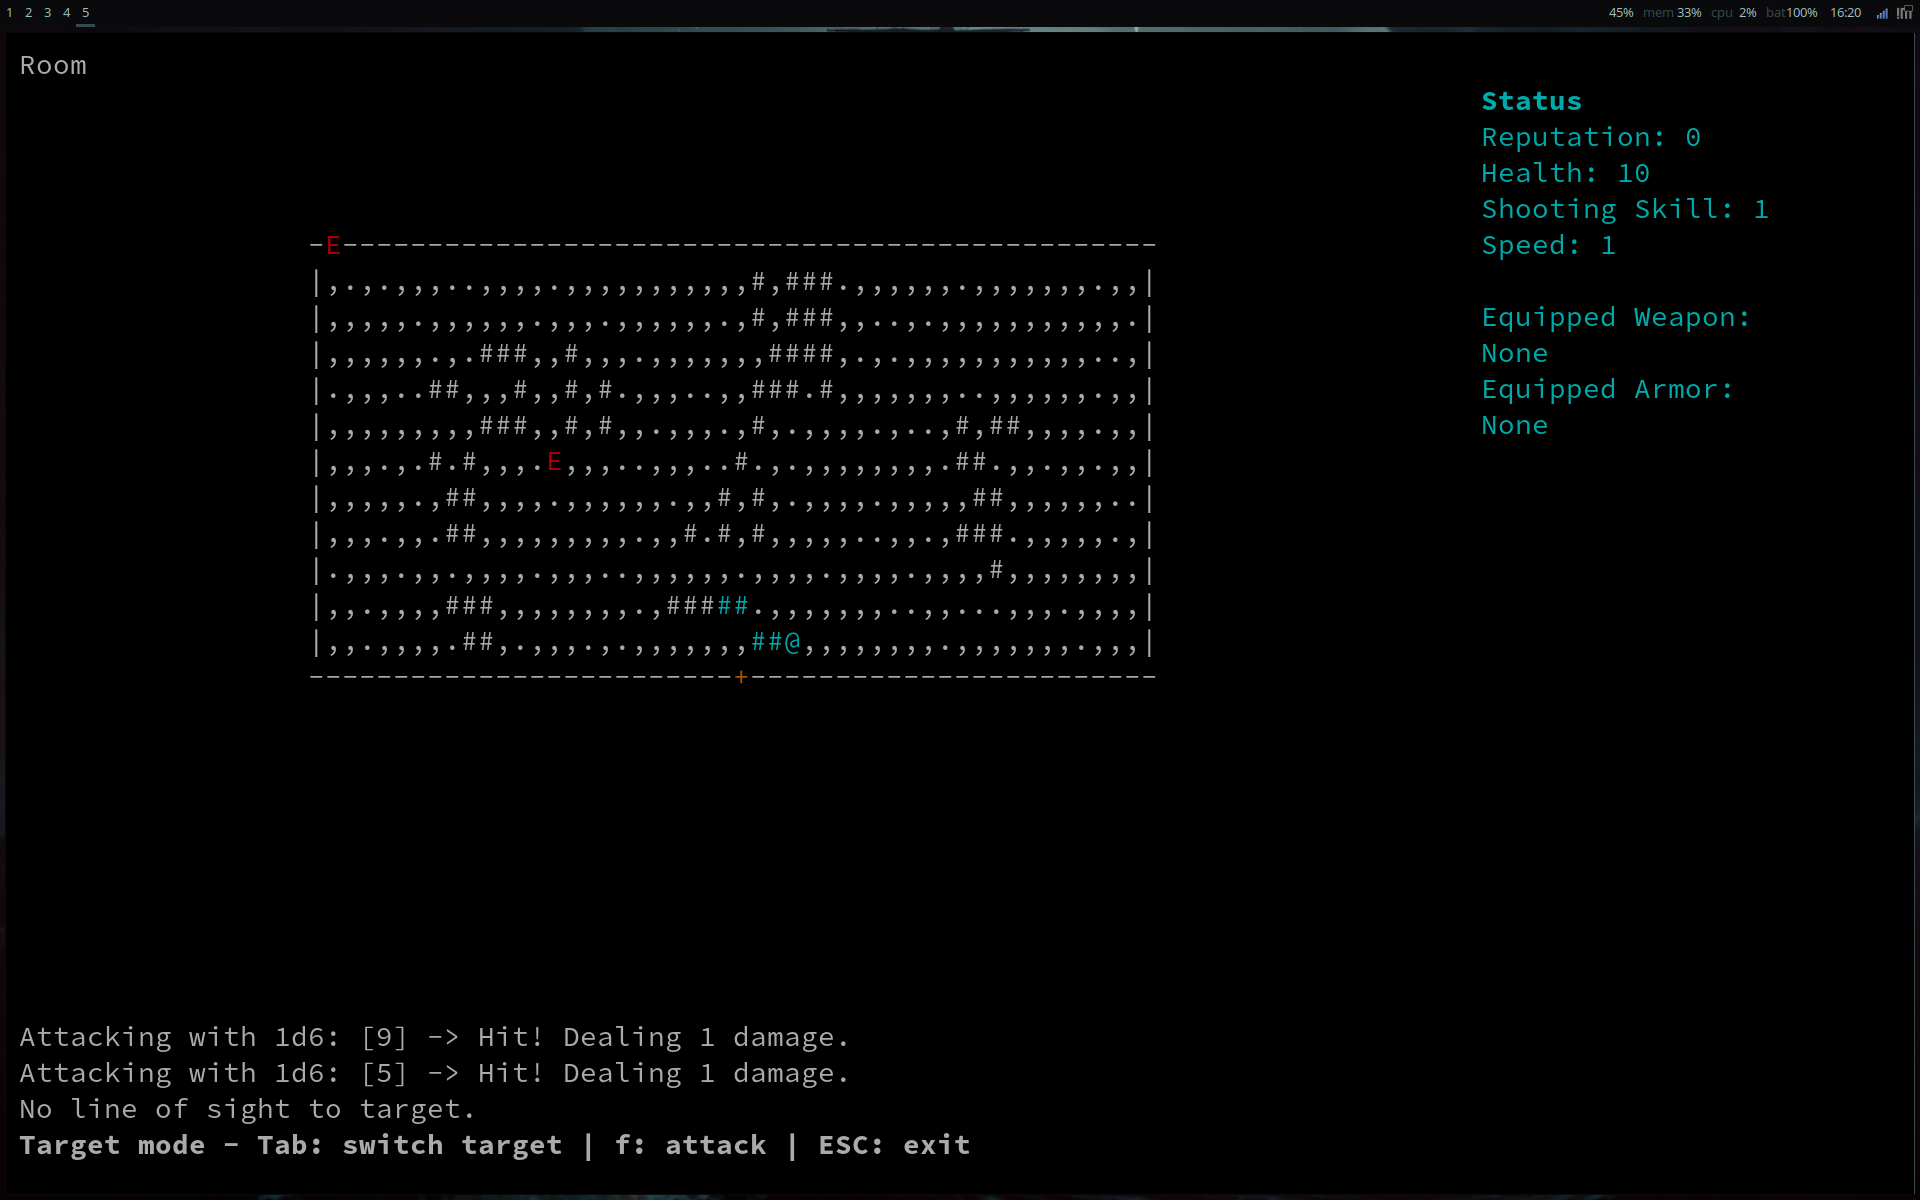 1 2 3 4 5
45% mem 33% cpu 2% bat100% 16:20
Room
Status
Reputation: 0
Health: 10
Shooting Skill: 1
Speed: 1
Equipped Weapon:
None
Equipped Armor:
None
-E------------------------------------------------
|,.,.,,,..,,,,.,,,,,,,,,,,#,###.,,,,,,.,,,,,,,.,,|
|,,,,,.,,,,,,.,,,.,,,,,,.,#,###,,..,.,,,,,,,,,,,.|
|,,,,,,.,.###,,#,,,.,,,,,,,####,.,.,,,,,,,,,,,..,|
|.,,,,..##,,,#,,#,#.,,,,,..,,###.#,,,,,,,..,,,,,,.,,|
|,,,,,,,,,###,,#,#,,.,,,,.,#,.,,,,,.,..,#,##,,,,,.,,|
|,,,.,.#.#,,,,.E,,,,..,,,,..#.,.,,,,,,,,.##.,,.,,,,,|
|,,,,,.,##,,,,,,,,,,,.,,,#,#,,,,,,.,,,,,##,,,,,,..|
|,,,.,,.##,,,,,,,,,,.,,#.#,#,,,,,..,,.,###.,,,,,.,|
|.,,,,.,.,,,,.,,,.,,,,,,,.,,,,.,,,,.,,,,#,,,,,,,,|
|,,.,,,,###,,,,,,,,.,#####.,,,,,,,..,,...,,,.,,,,|
|,,.,,,,.##,.,,,.,.,,,,,,,##@,,,,,,,,.,,,,,,.,,,,|
-------------------------+------------------------
Attacking with 1d6: [9] -> Hit! Dealing 1 damage.
Attacking with 1d6: [5] -> Hit! Dealing 1 damage.
No line of sight to target.
Target mode - Tab: switch target | f: attack | ESC: exit